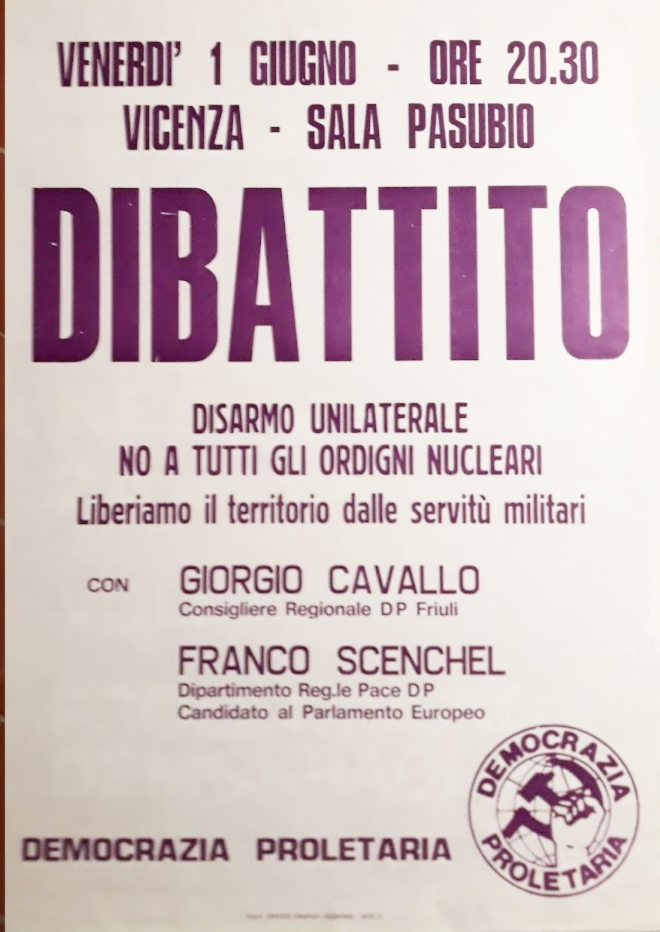 VENERDI' 1 GIUGNO - ORE 20.30
VICENZA - SALA PASUBIO
DIBATTITO
DISARMO UNILATERALE
NO A TUTTI GLI ORDIGNI NUCLEARI
Liberiamo il territorio dalle servitù militari
CON GIORGIO CAVALLO
Consigliere Regionale DP Friuli
FRANCO SCENCHEL
Dipartimento Reg.le Pace DP
Candidato al Parlamento Europeo
DEMOCRAZIA
PROLETARIA
DEMOCRAZIA PROLETARIA